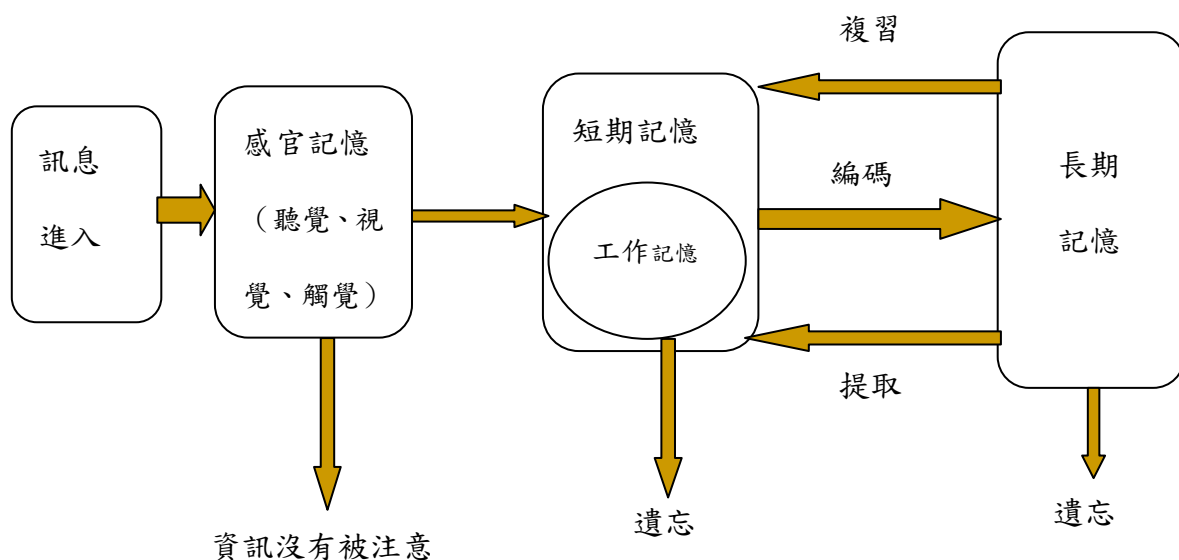 複習
訊息
進入
感官記憶
（聽覺、視
覺、觸覺）
短期記憶
工作記憶
編碼
長期
記憶
提取
資訊沒有被注意
遺忘
遺忘